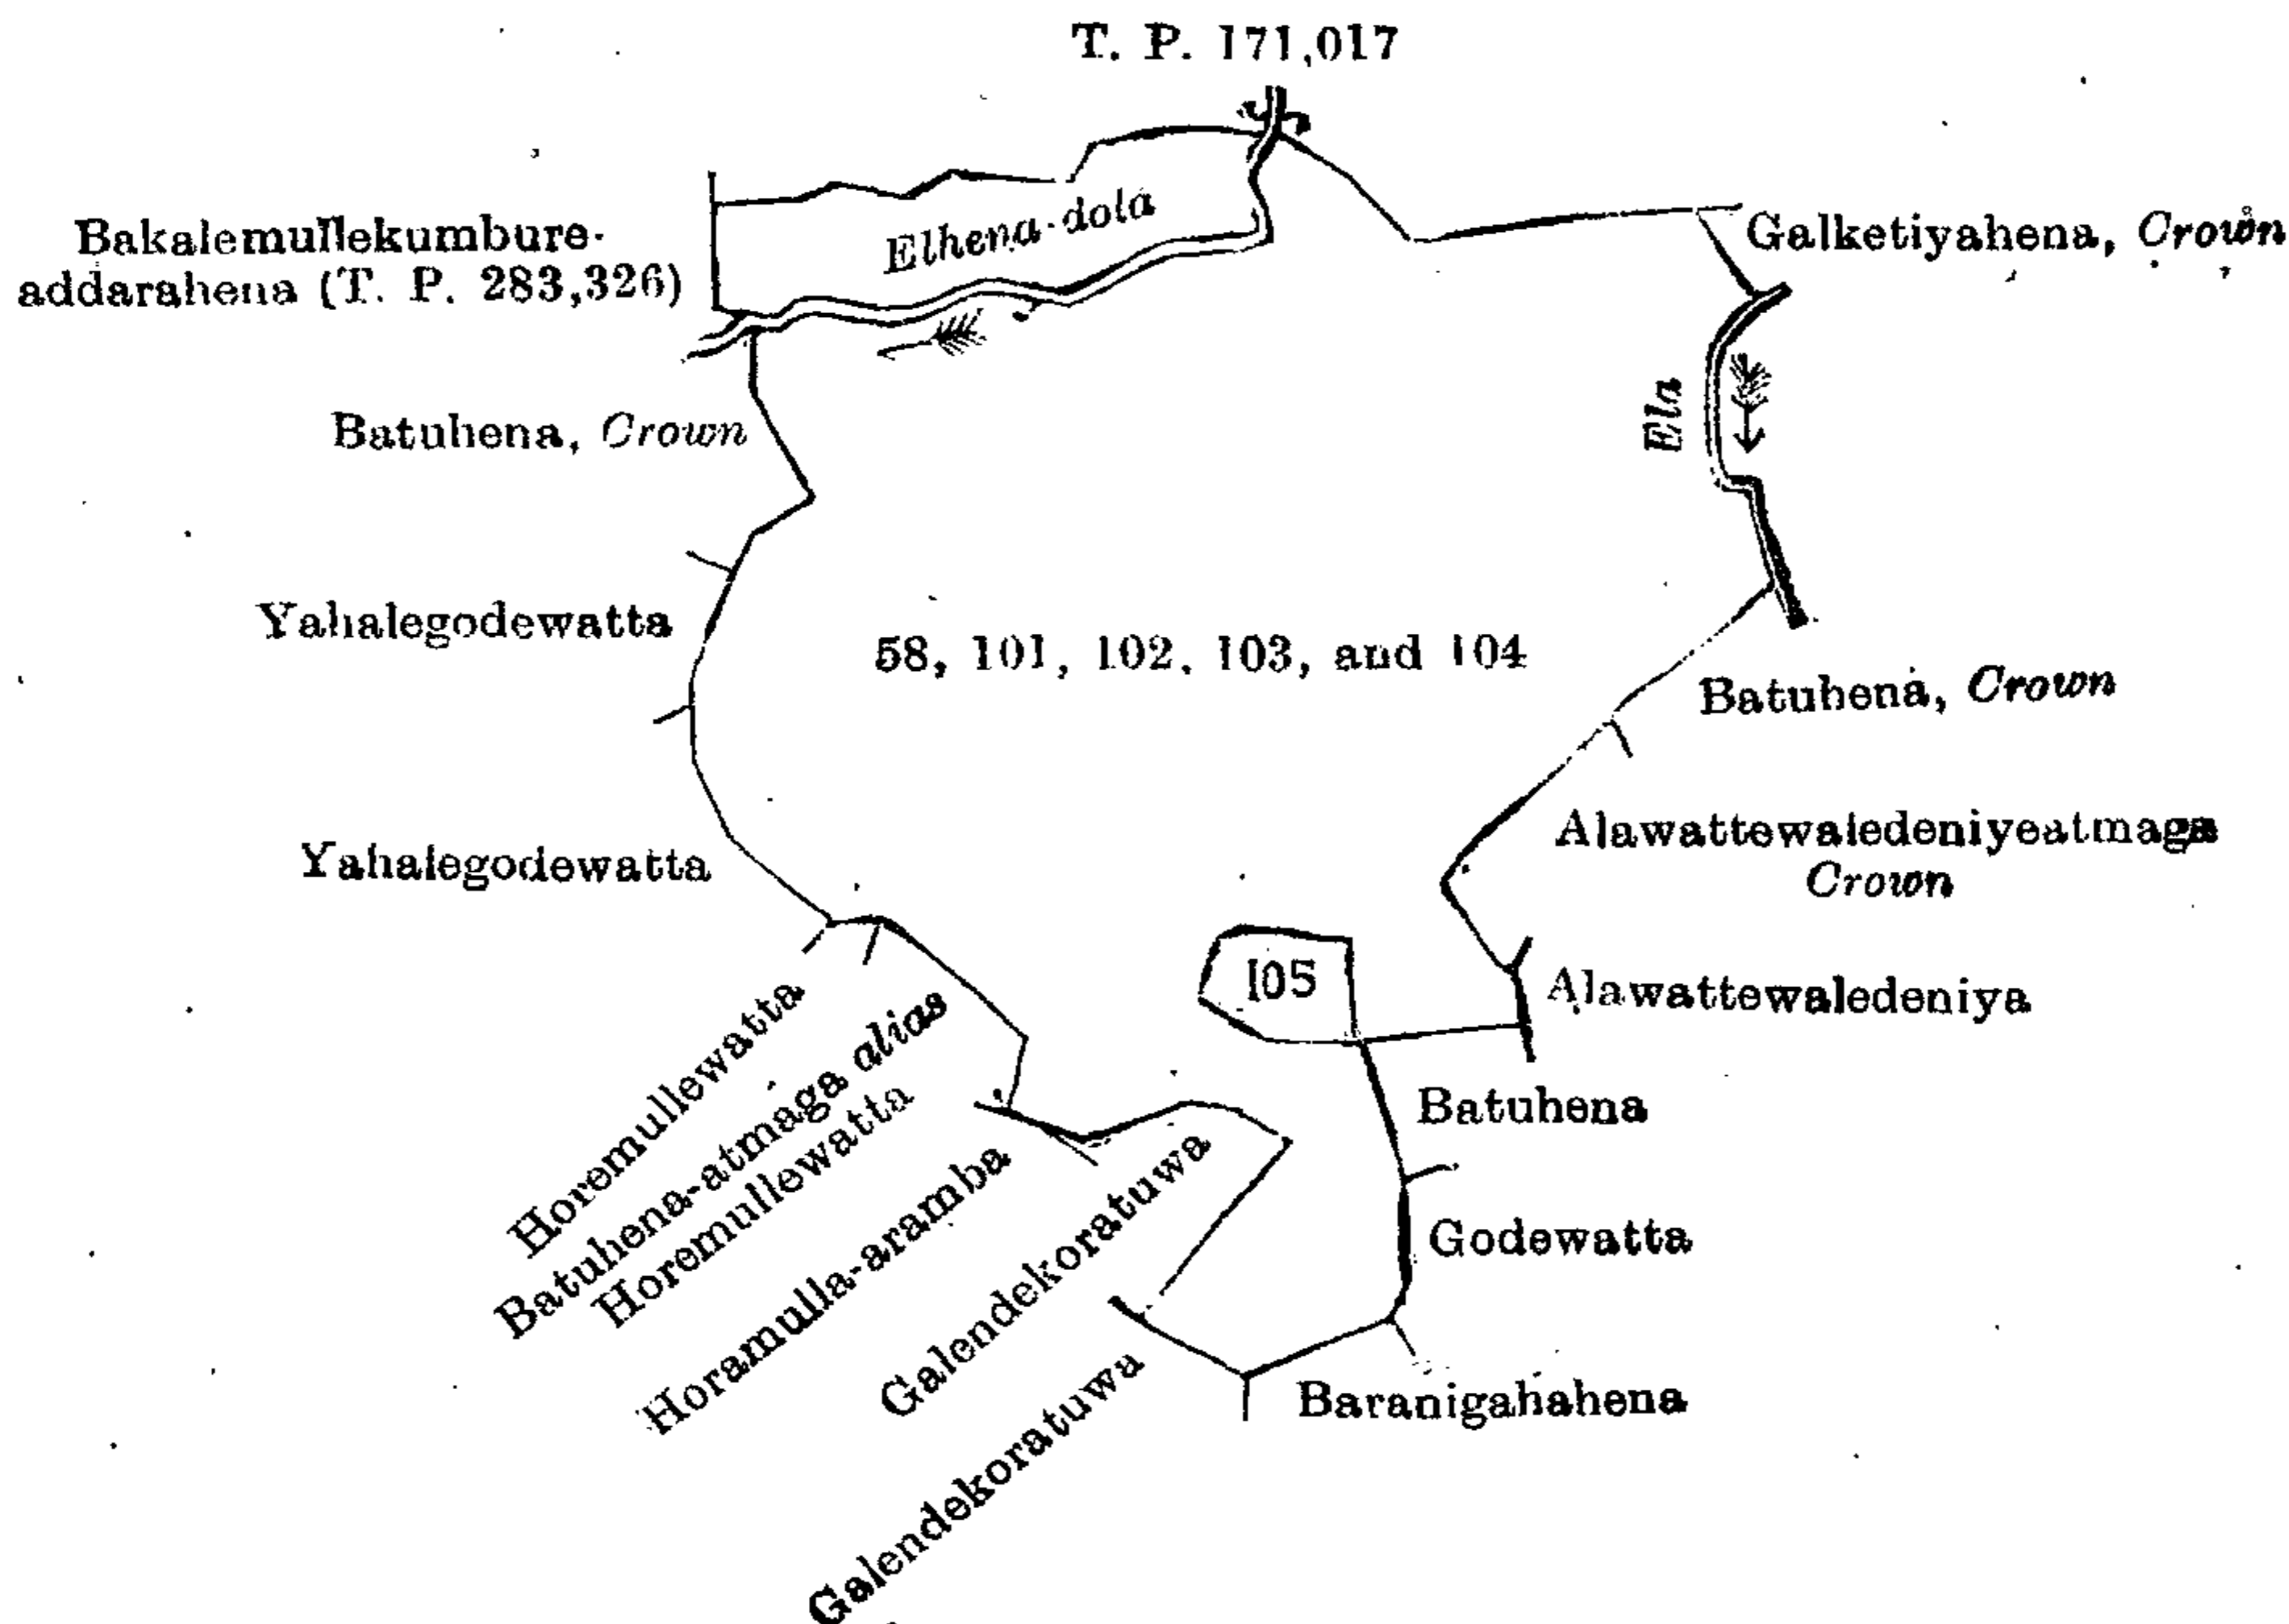 T. P. 171,017
Elhena-dola
Bakalemullekumbure-
addarahena (T. P. 283,326)
Galketiyahena, Crown
Ela
Batuhena, Crown
Yahalegodewatta
58, 101, 102, 103, and 104
Batuhena, Crown
Alawattewaledeniyeatmaga
Crown
Yahalegodewatta
105
Alawattewaledeniya
Horemullewatta
Batuhena-atmaga alias
Horemullewatta
Horamulla-aramba
Galendekoratuwa
Galendekoratuwa
Batuhena
Godewatta
Baranigahahena